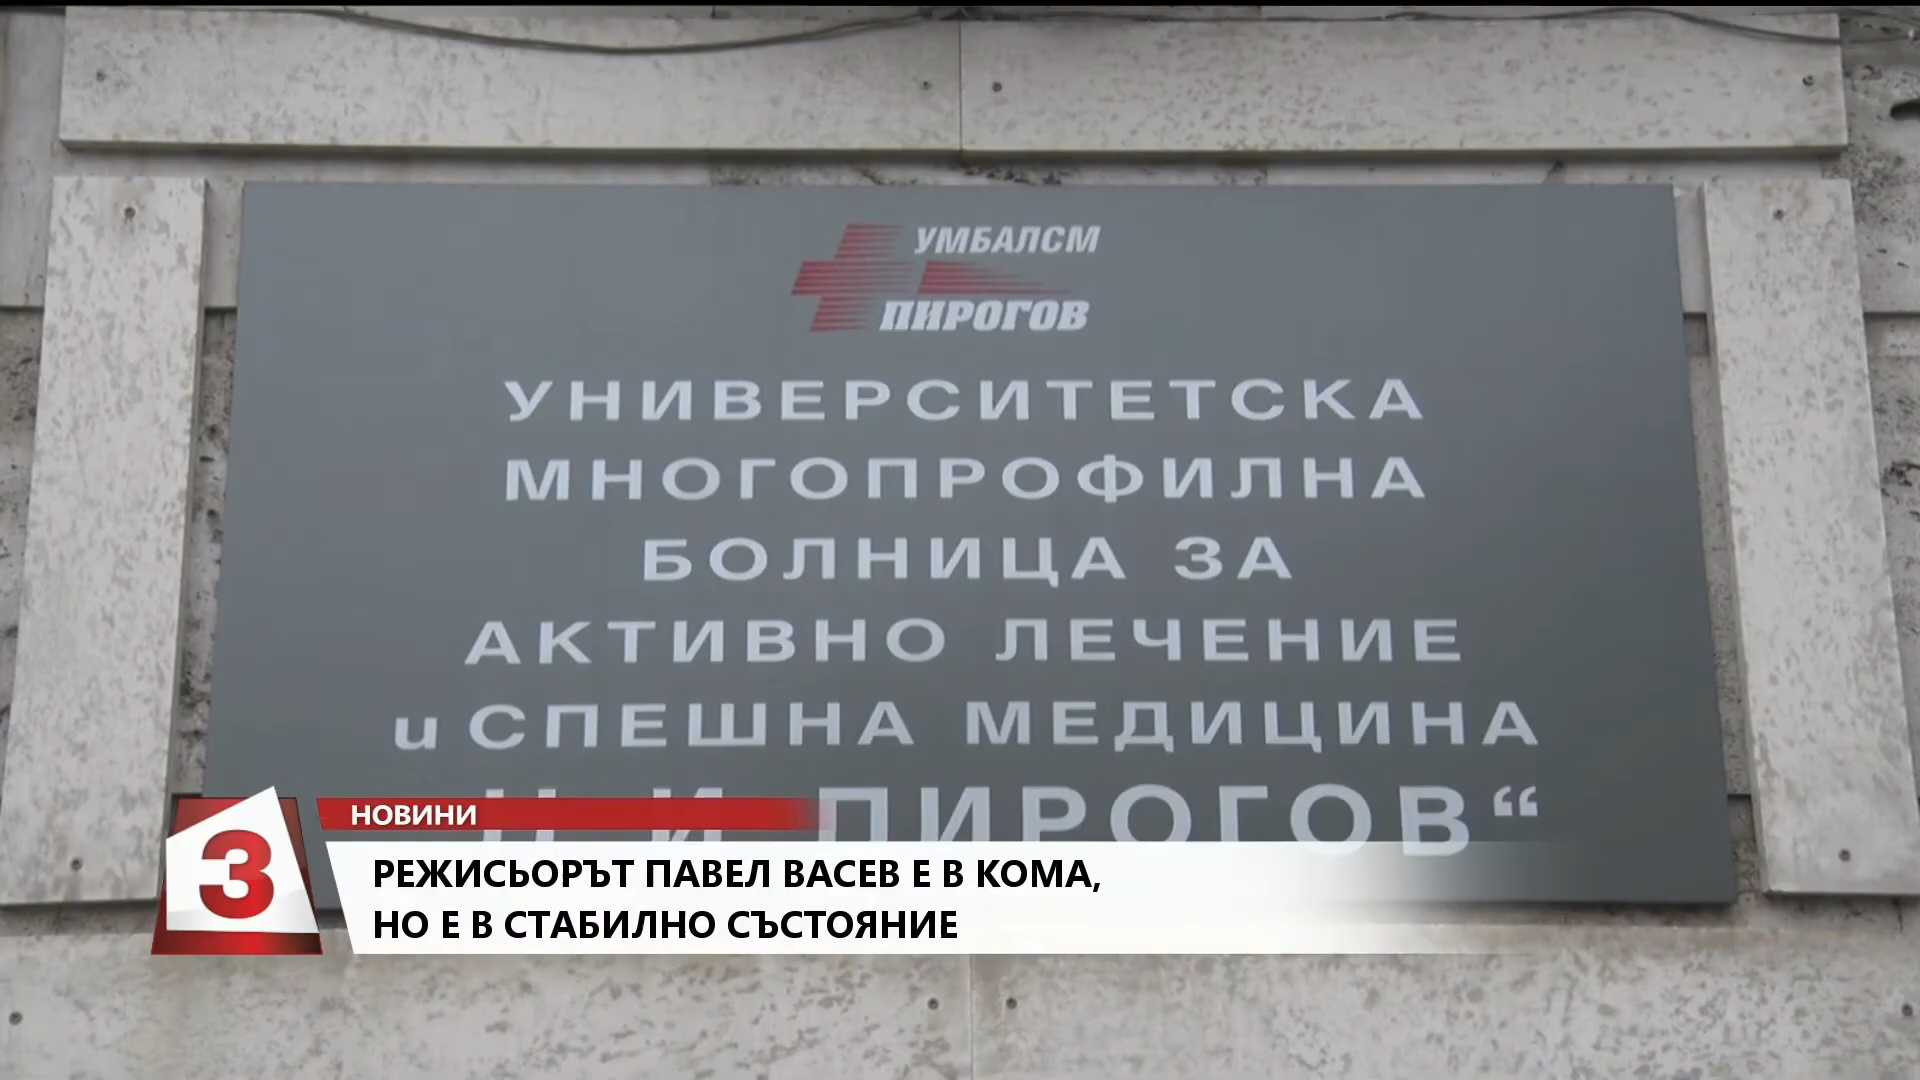 УМБАЛСМ
ПИРОГОВ
УНИВЕРСИТЕТСКА
МНОГОПРОФИЛНА
БОЛНИЦА ЗА
АКТИВНО ЛЕЧЕНИЕ
и СПЕШНА МЕДИЦИНА
ПИРОГОВ“
3
НОВИНИ
РЕЖИСЬОРЪТ ПАВЕЛ ВАСЕВ Е В КОМА,
НО Е В СТАБИЛНО СЪСТОЯНИЕ